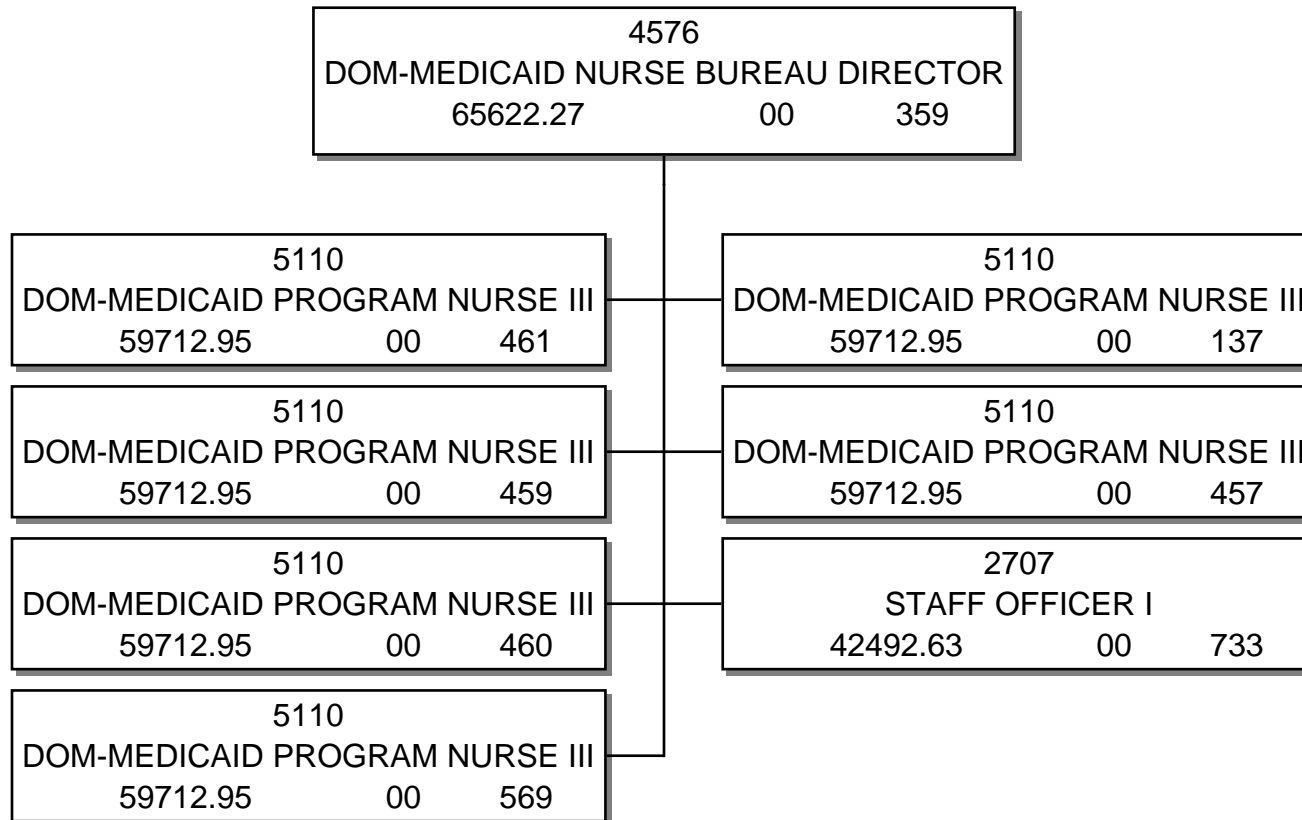 4576
DOM-MEDICAID NURSE BUREAU DIRECTOR
65622.27 00 359
5110
DOM-MEDICAID PROGRAM NURSE III
59712.95 00 461
5110
DOM-MEDICAID PROGRAM NURSE III
59712.95 00 137
5110
DOM-MEDICAID PROGRAM NURSE III
59712.95 00 459
5110
DOM-MEDICAID PROGRAM NURSE III
59712.95 00 457
5110
DOM-MEDICAID PROGRAM NURSE III
59712.95 00 460
2707
STAFF OFFICER I
42492.63 00 733
5110
DOM-MEDICAID PROGRAM NURSE III
59712.95 00 569